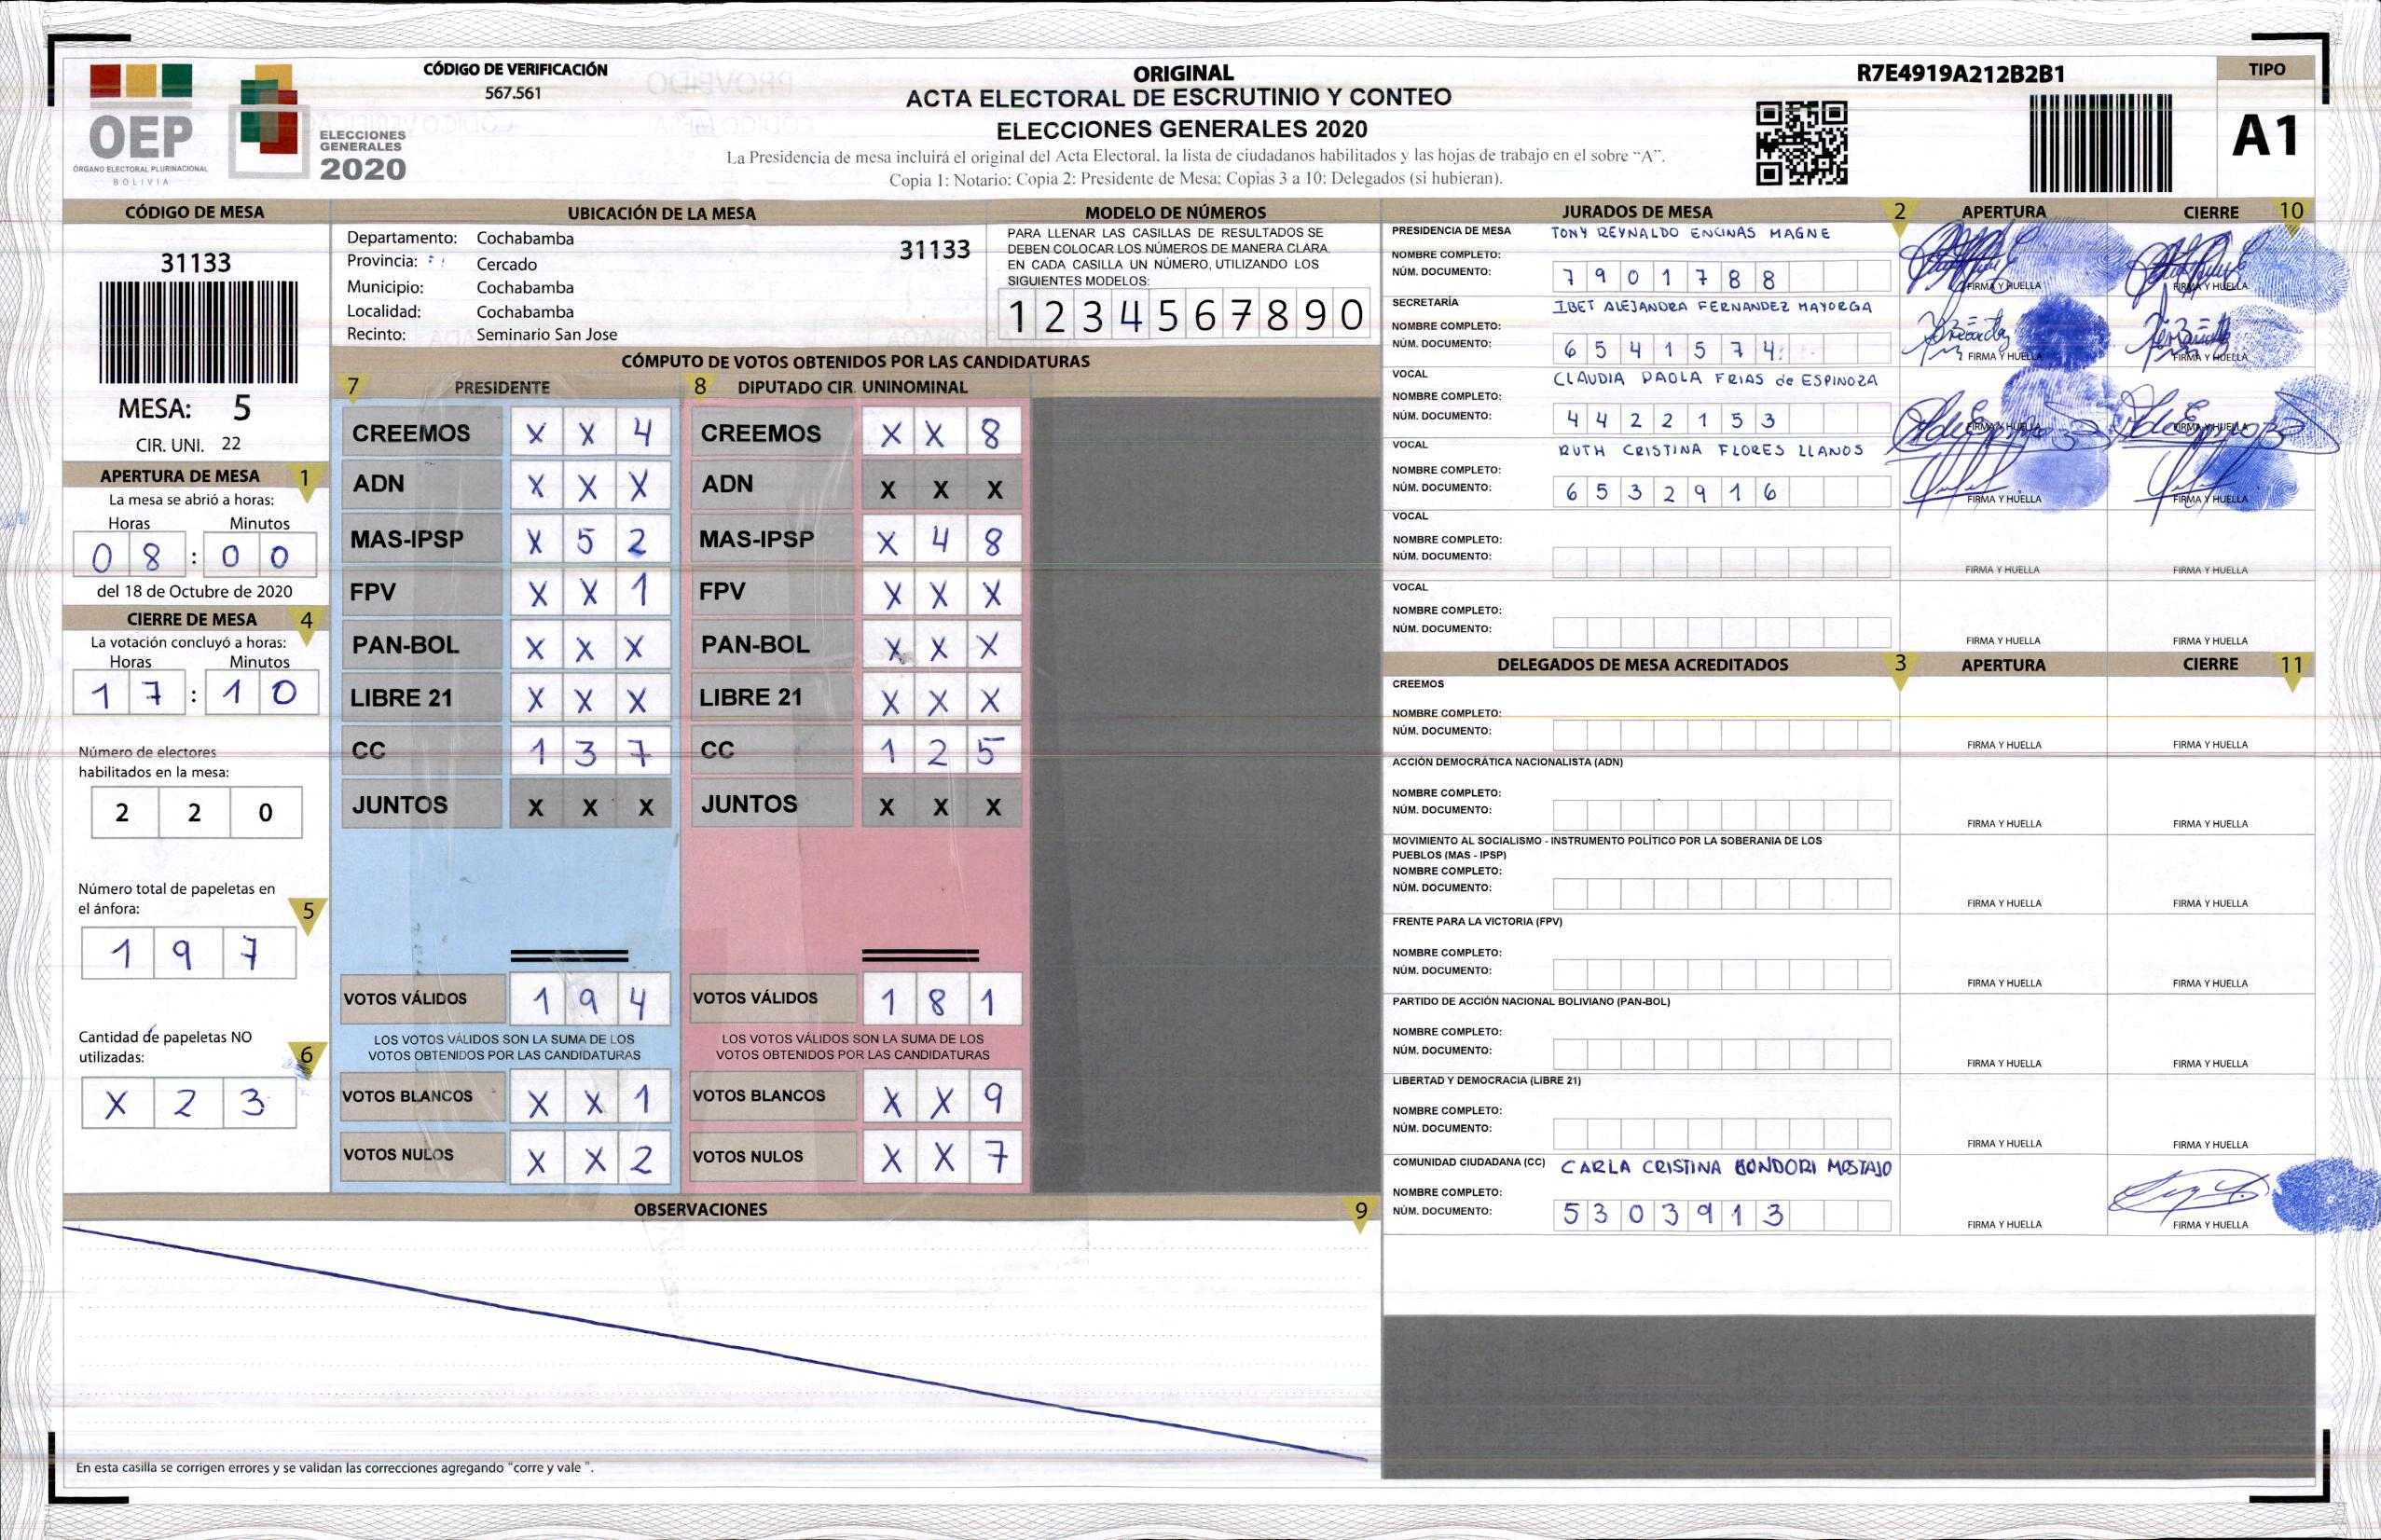 OEP
ÓRGANO ELECTORAL PLURINACIONAL
BOLIVIA
ELECCIONES
GENERALES
2020
CÓDIGO DE VERIFICACIÓN
567.561
ORIGINAL
ACTA ELECTORAL DE ESCRUTINIO Y CONTEO
ELECCIONES GENERALES 2020
La Presidencia de mesa incluirá el original del Acta Electoral, la lista de ciudadanos habilitados y las hojas de trabajo en el sobre “A”.
Copia 1: Notario; Copia 2: Presidente de Mesa; Copias 3 a 10: Delegados (si hubieran).
R7E4919A212B2B1
TIPO
A1
CÓDIGO DE MESA
31133
MESA: 5
CIR. UNI. 22
APERTURA DE MESA 1
La mesa se abrió a horas:
Horas Minutos
0 8 : 0 0
del 18 de Octubre de 2020
CIERRE DE MESA 4
La votación concluyó a horas:
Horas Minutos
1 7 : 1 0
Número de electores
habilitados en la mesa:
2 2 0
Número total de papeletas en
el ánfora: 5
1 9 7
Cantidad de papeletas NO
utilizadas: 6
X 2 3
UBICACIÓN DE LA MESA
Departamento: Cochabamba 31133
Provincia: Cercado
Municipio: Cochabamba
Localidad: Cochabamba
Recinto: Seminario San Jose
MODELO DE NÚMEROS
PARA LLENAR LAS CASILLAS DE RESULTADOS SE
DEBEN COLOCAR LOS NÚMEROS DE MANERA CLARA.
EN CADA CASILLA UN NÚMERO, UTILIZANDO LOS
SIGUIENTES MODELOS:
1 2 3 4 5 6 7 8 9 0
CÓMPUTO DE VOTOS OBTENIDOS POR LAS CANDIDATURAS
7 PRESIDENTE 8 DIPUTADO CIR. UNINOMINAL
CREEMOS X X 4 CREEMOS X X 8
ADN X X X ADN X X X
MAS-IPSP X 5 2 MAS-IPSP X 4 8
FPV X X 1 FPV X X X
PAN-BOL X X X PAN-BOL X X X
LIBRE 21 X X X LIBRE 21 X X X
CC 1 3 7 CC 1 2 5
JUNTOS X X X JUNTOS X X X
VOTOS VÁLIDOS 1 9 4 VOTOS VÁLIDOS 1 8 1
LOS VOTOS VÁLIDOS SON LA SUMA DE LOS LOS VOTOS VÁLIDOS SON LA SUMA DE LOS
VOTOS OBTENIDOS POR LAS CANDIDATURAS VOTOS OBTENIDOS POR LAS CANDIDATURAS
VOTOS BLANCOS X X 1 VOTOS BLANCOS X X 9
VOTOS NULOS X X 2 VOTOS NULOS X X 7
OBSERVACIONES 9
En esta casilla se corrigen errores y se validan las correcciones agregando “corre y vale ”.
JURADOS DE MESA 2 APERTURA CIERRE 10
PRESIDENCIA DE MESA TONY REYNALDO ENCINAS MAGNE
NOMBRE COMPLETO:
NÚM. DOCUMENTO: 7 9 0 1 7 8 8 FIRMA Y HUELLA FIRMA Y HUELLA
SECRETARÍA IBET ALEJANDRA FERNANDEZ MAYORGA
NOMBRE COMPLETO:
NÚM. DOCUMENTO: 6 5 4 1 5 7 4 FIRMA Y HUELLA FIRMA Y HUELLA
VOCAL CLAUDIA PAOLA FRIAS de ESPINOZA
NOMBRE COMPLETO:
NÚM. DOCUMENTO: 4 4 2 2 1 5 3 FIRMA Y HUELLA FIRMA Y HUELLA
VOCAL RUTH CRISTINA FLORES LLANOS
NOMBRE COMPLETO:
NÚM. DOCUMENTO: 6 5 3 2 9 1 6 FIRMA Y HUELLA FIRMA Y HUELLA
VOCAL
NOMBRE COMPLETO:
NÚM. DOCUMENTO: FIRMA Y HUELLA FIRMA Y HUELLA
VOCAL
NOMBRE COMPLETO:
NÚM. DOCUMENTO: FIRMA Y HUELLA FIRMA Y HUELLA
DELEGADOS DE MESA ACREDITADOS 3 APERTURA CIERRE 11
CREEMOS
NOMBRE COMPLETO:
NÚM. DOCUMENTO: FIRMA Y HUELLA FIRMA Y HUELLA
ACCIÓN DEMOCRÁTICA NACIONALISTA (ADN)
NOMBRE COMPLETO:
NÚM. DOCUMENTO: FIRMA Y HUELLA FIRMA Y HUELLA
MOVIMIENTO AL SOCIALISMO - INSTRUMENTO POLÍTICO POR LA SOBERANIA DE LOS
PUEBLOS (MAS - IPSP)
NOMBRE COMPLETO:
NÚM. DOCUMENTO: FIRMA Y HUELLA FIRMA Y HUELLA
FRENTE PARA LA VICTORIA (FPV)
NOMBRE COMPLETO:
NÚM. DOCUMENTO: FIRMA Y HUELLA FIRMA Y HUELLA
PARTIDO DE ACCIÓN NACIONAL BOLIVIANO (PAN-BOL)
NOMBRE COMPLETO:
NÚM. DOCUMENTO: FIRMA Y HUELLA FIRMA Y HUELLA
LIBERTAD Y DEMOCRACIA (LIBRE 21)
NOMBRE COMPLETO:
NÚM. DOCUMENTO: FIRMA Y HUELLA FIRMA Y HUELLA
COMUNIDAD CIUDADANA (CC) CARLA CRISTINA MOSTAJO
NOMBRE COMPLETO:
NÚM. DOCUMENTO: 5 3 0 3 9 1 3 FIRMA Y HUELLA FIRMA Y HUELLA